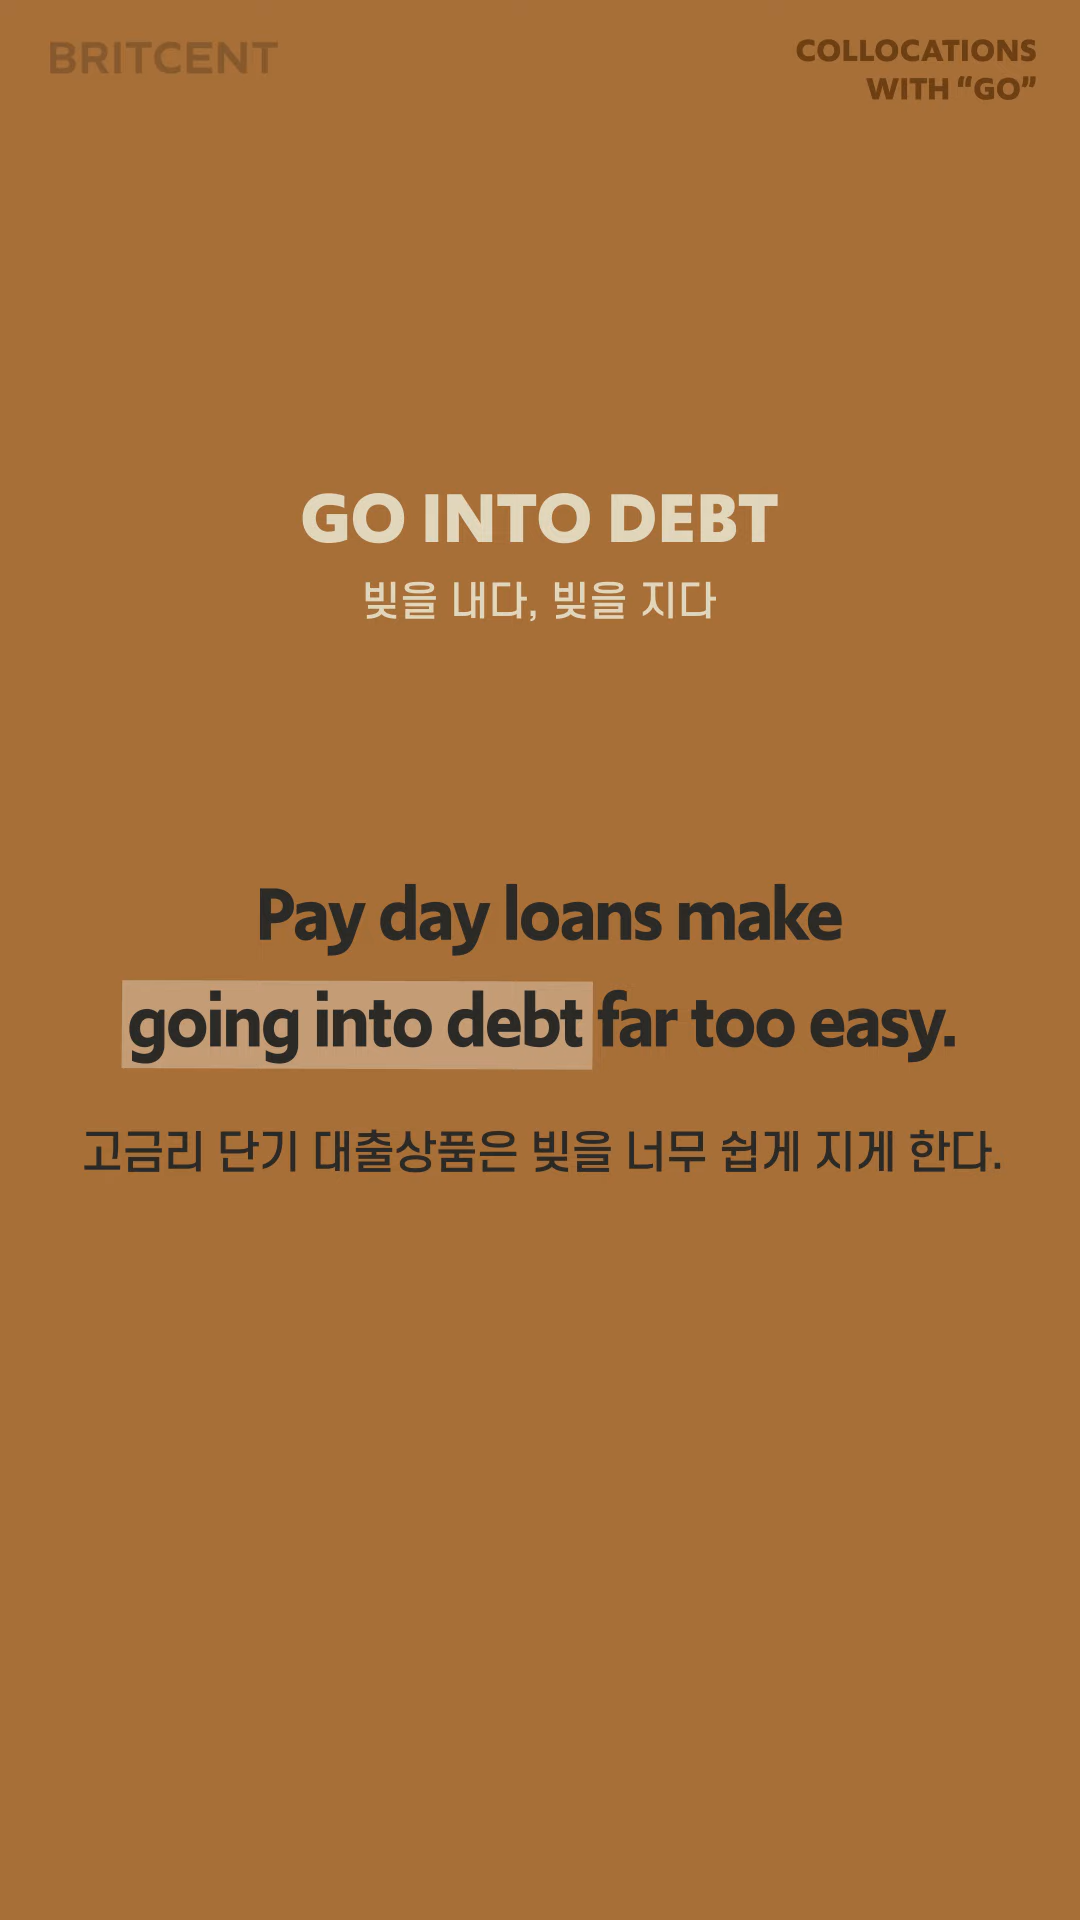 BRITCENT
COLLOCATIONS
WITH “GO”
GO INTO DEBT
빚을 내다, 빚을 지다
Pay day loans make
going into debt far too easy.
고금리 단기 대출상품은 빚을 너무 쉽게 지게 한다.